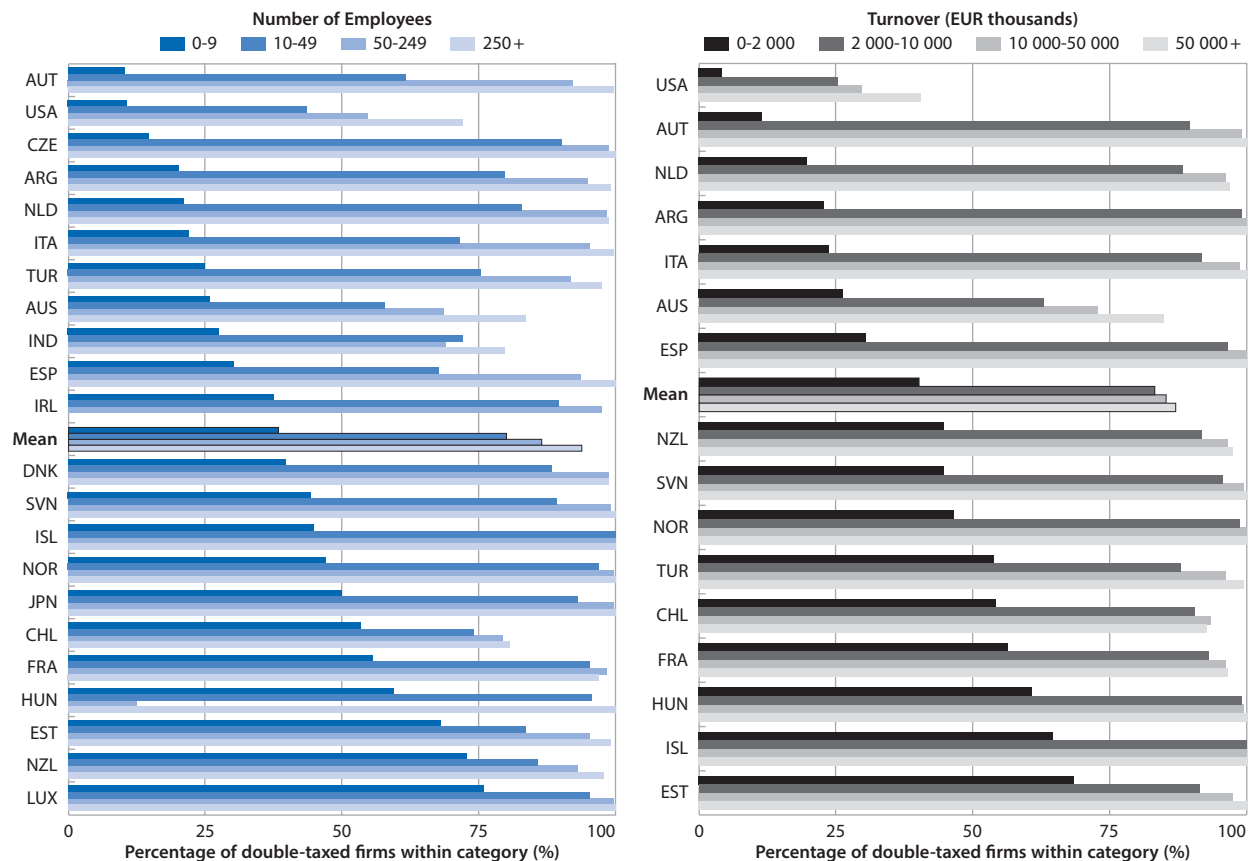 Number of Employees
0-9 10-49 50-249 250+
AUT
USA
CZE
ARG
NLD
ITA
TUR
AUS
IND
ESP
IRL
Mean
DNK
SVN
ISL
NOR
JPN
CHL
FRA
HUN
EST
NZL
LUX
0 25 50 75 100
Percentage of double-taxed firms within category (%)
Turnover (EUR thousands)
0-2 000 2 000-10 000 10 000-50 000 50 000+
USA
AUT
NLD
ARG
ITA
AUS
ESP
Mean
NZL
SVN
NOR
TUR
CHL
FRA
HUN
ISL
EST
0 25 50 75 100
Percentage of double-taxed firms within category (%)